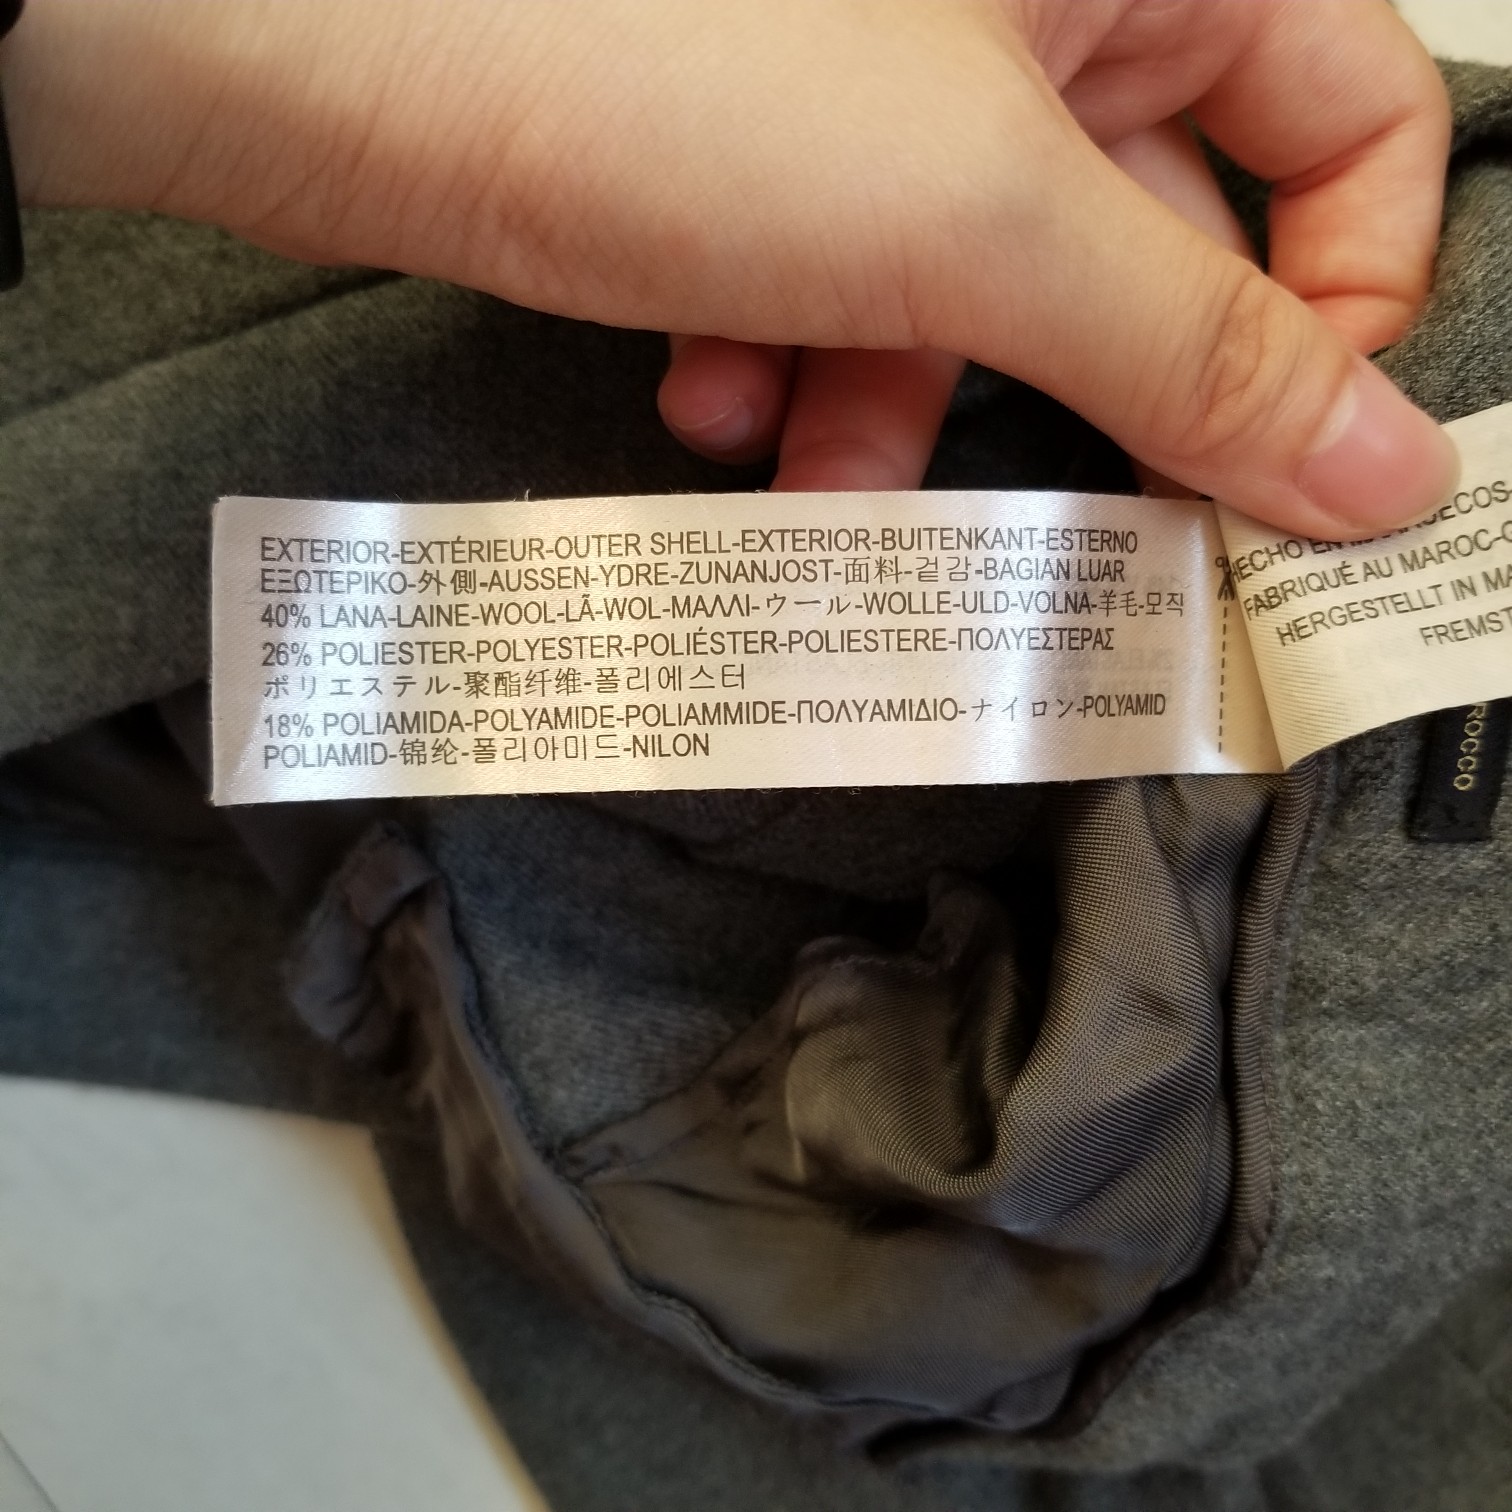 EXTERIOR-EXTÉRIEUR-OUTER SHELL-EXTERIOR-BUITENKANT-ESTERNO
ΕΞΩΤΕΡΙΚΟ-外側-AUSSEN-YDRE-ZUNANJOST-面料-겉감-BAGIAN LUAR
40% LANA-LAINE-WOOL-LÃ-WOL-ΜΑΛΛΙ-ウール-WOLLE-ULD-VOLNA-羊毛-모직
26% POLIESTER-POLYESTER-POLIÉSTER-POLIESTERE-ΠΟΛΥΕΣΤΕΡΑΣ
ポリエステル-聚酯纤维-폴리에스터
18% POLIAMIDA-POLYAMIDE-POLIAMMIDE-ΠΟΛΥΑΜΙΔΙΟ-ナイロン-POLYAMID
POLIAMID-锦纶-폴리아미드-NILON
HECHO
FABRIQUÉ AU MAROC-
HERGESTELLT IN
FREMST
ROCCO